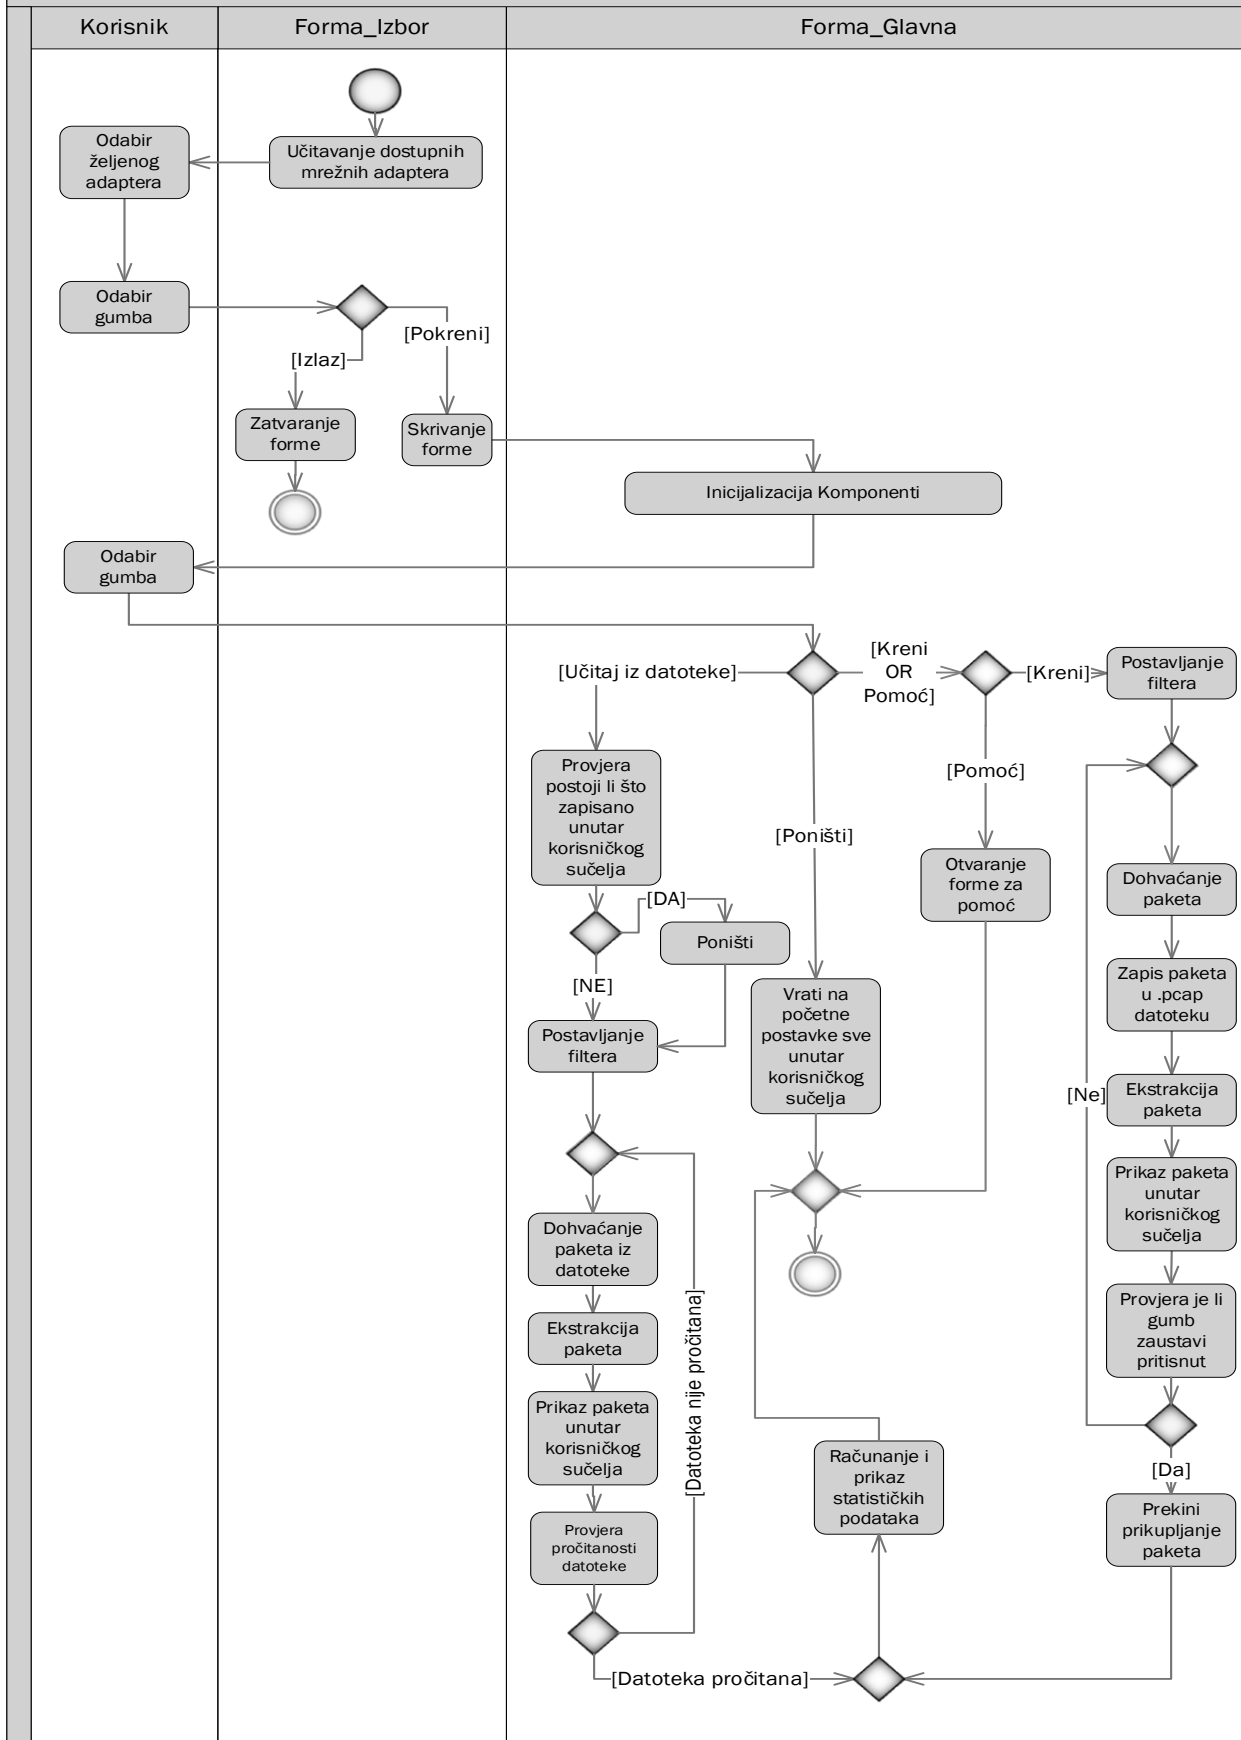 Korisnik
Forma_Izbor
Forma_Glavna
Odabir
željenog
adaptera
Učitavanje dostupnih
mrežnih adaptera
Odabir
gumba
[Pokreni]
[Izlaz]
Zatvaranje
forme
Skrivanje
forme
Inicijalizacija Komponenti
Odabir
gumba
[Učitaj iz datoteke]
[Kreni
OR
Pomoć]
[Kreni]
Postavljanje
filtera
Provjera
postoji li što
zapisano
unutar
korisničkog
sučelja
[Pomoć]
[Poništi]
Otvaranje
forme za
pomoć
Dohvaćanje
paketa
[DA]
Poništi
[NE]
Postavljanje
filtera
Vrati na
početne
postavke sve
unutar
korisničkog
sučelja
Zapis paketa
u .pcap
datoteku
[Ne]
Ekstrakcija
paketa
Prikaz paketa
unutar
korisničkog
sučelja
Dohvaćanje
paketa iz
datoteke
Ekstrakcija
paketa
[Datoteka nije pročitana]
Provjera je li
gumb
zaustavi
pritisnut
Prikaz paketa
unutar
korisničkog
sučelja
Računanje i
prikaz
statističkih
podataka
[Da]
Prekini
prikupljanje
paketa
Provjera
pročitanosti
datoteke
[Datoteka pročitana]